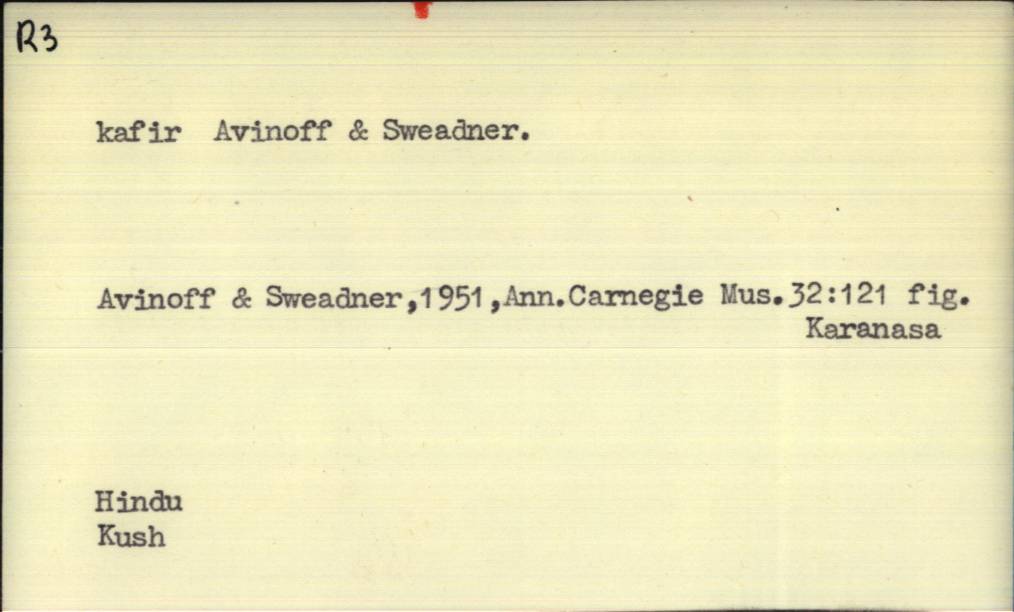 R3
kafir Avinoff & Sweadner.
Avinoff & Sweadner,1951,Ann.Carnegie Mus.32:121 fig.
Karanasa
Hindu
Kush